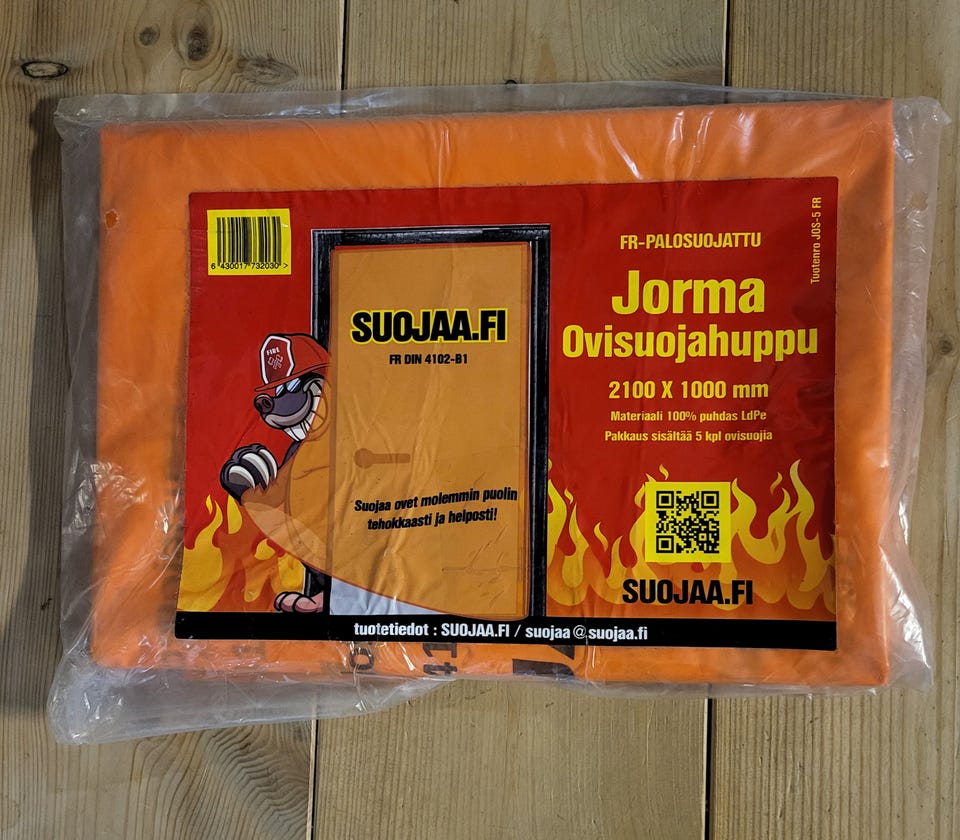 6 430017 732030 >
FIRE
SUOJAA.FI
FR DIN 4102-B1
Suojaa ovet molemmin puolin
tehokkaasti ja helposti!
Tuotenro JOS-5 FR
FR-PALOSUOJATTU
Jorma
Ovisuojahuppu
2100 X 1000 mm
Materiaali 100% puhdas LdPe
Pakkaus sisältää 5 kpl ovisuojia
SUOJAA.FI
tuotetiedot : SUOJAA.FI / suojaa@suojaa.fi